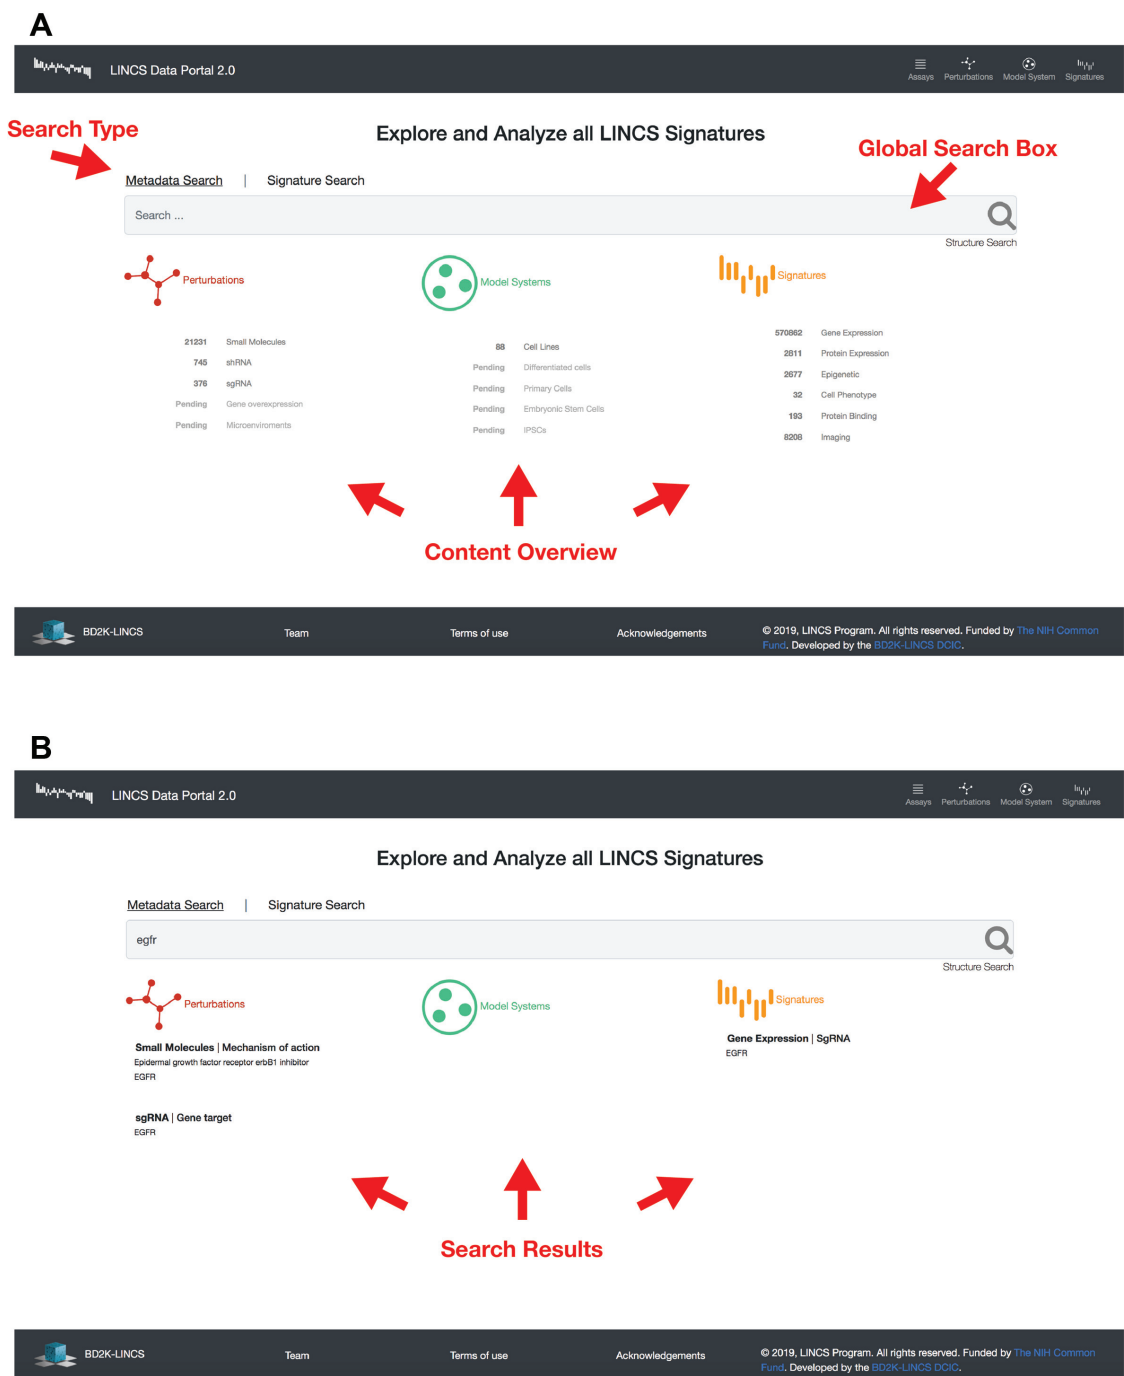 A
LINCS Data Portal 2.0
Assays Perturbations Model System Signatures
Search Type
Explore and Analyze all LINCS Signatures
Global Search Box
Metadata Search | Signature Search
Search ...
Structure Search
Perturbations
21231 Small Molecules
745 shRNA
376 sgRNA
Pending Gene overexpression
Pending Microenviroments
Model Systems
88 Cell Lines
Pending Differentiated cells
Pending Primary Cells
Pending Embryonic Stem Cells
Pending IPSCs
Signatures
570862 Gene Expression
2811 Protein Expression
2677 Epigenetic
32 Cell Phenotype
193 Protein Binding
8208 Imaging
Content Overview
BD2K-LINCS
Team
Terms of use
Acknowledgements
© 2019, LINCS Program. All rights reserved. Funded by The NIH Common
Fund. Developed by the BD2K-LINCS DCIC.
B
LINCS Data Portal 2.0
Assays Perturbations Model System Signatures
Explore and Analyze all LINCS Signatures
Metadata Search | Signature Search
egfr
Structure Search
Perturbations
Small Molecules | Mechanism of action
Epidermal growth factor receptor erbB1 inhibitor
EGFR
sgRNA | Gene target
EGFR
Model Systems
Signatures
Gene Expression | SgRNA
EGFR
Search Results
BD2K-LINCS
Team
Terms of use
Acknowledgements
© 2019, LINCS Program. All rights reserved. Funded by The NIH Common
Fund. Developed by the BD2K-LINCS DCIC.